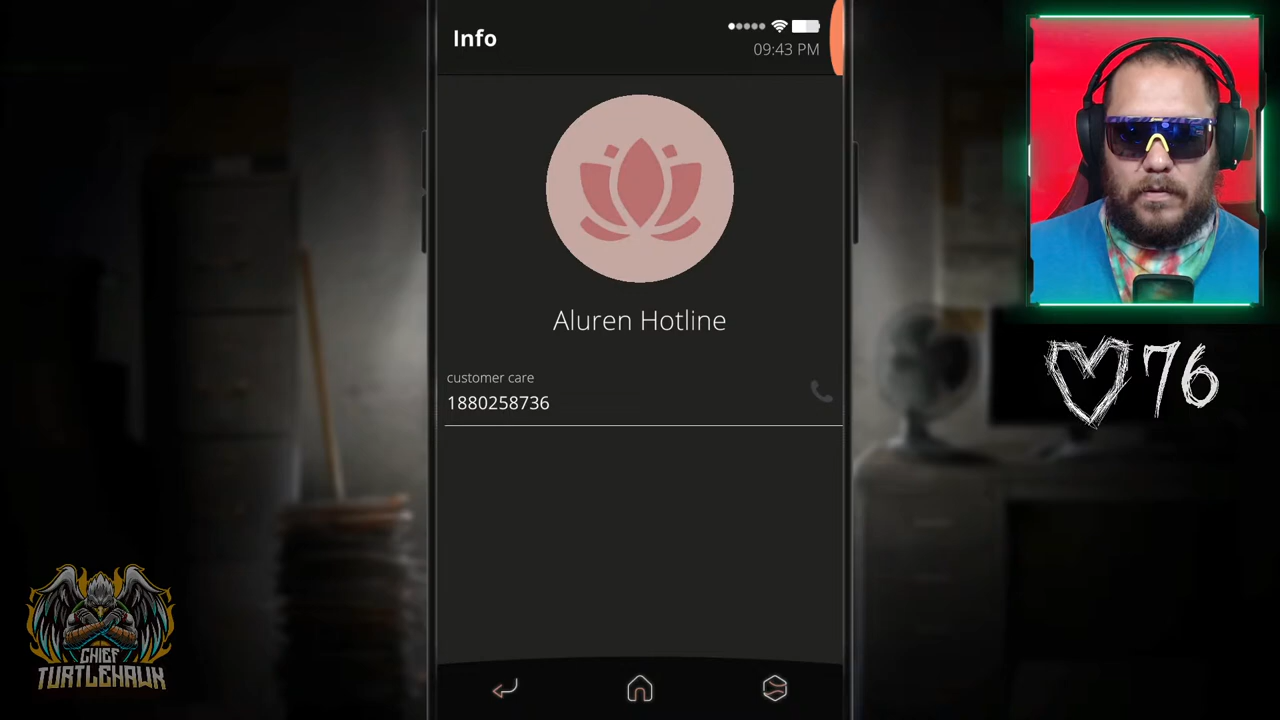 Info
09:43 PM
Aluren Hotline
customer care
1880258736
76
CHIEF
TURTLEHAWK